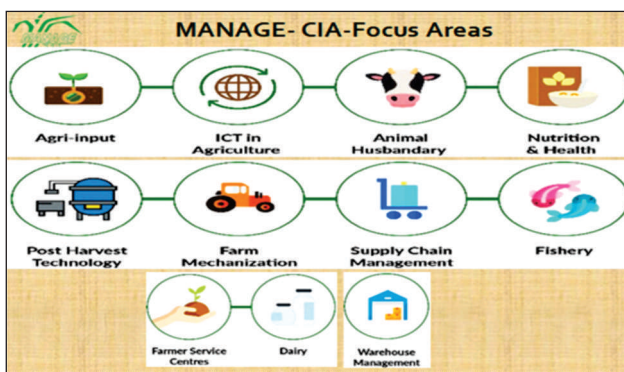 MANAGE- CIA-Focus Areas
Agri-input
ICT in
Agriculture
Animal
Husbandary
Nutrition
& Health
Post Harvest
Technology
Farm
Mechanization
Supply Chain
Management
Fishery
Farmer Service
Centres
Dairy
Warehouse
Management